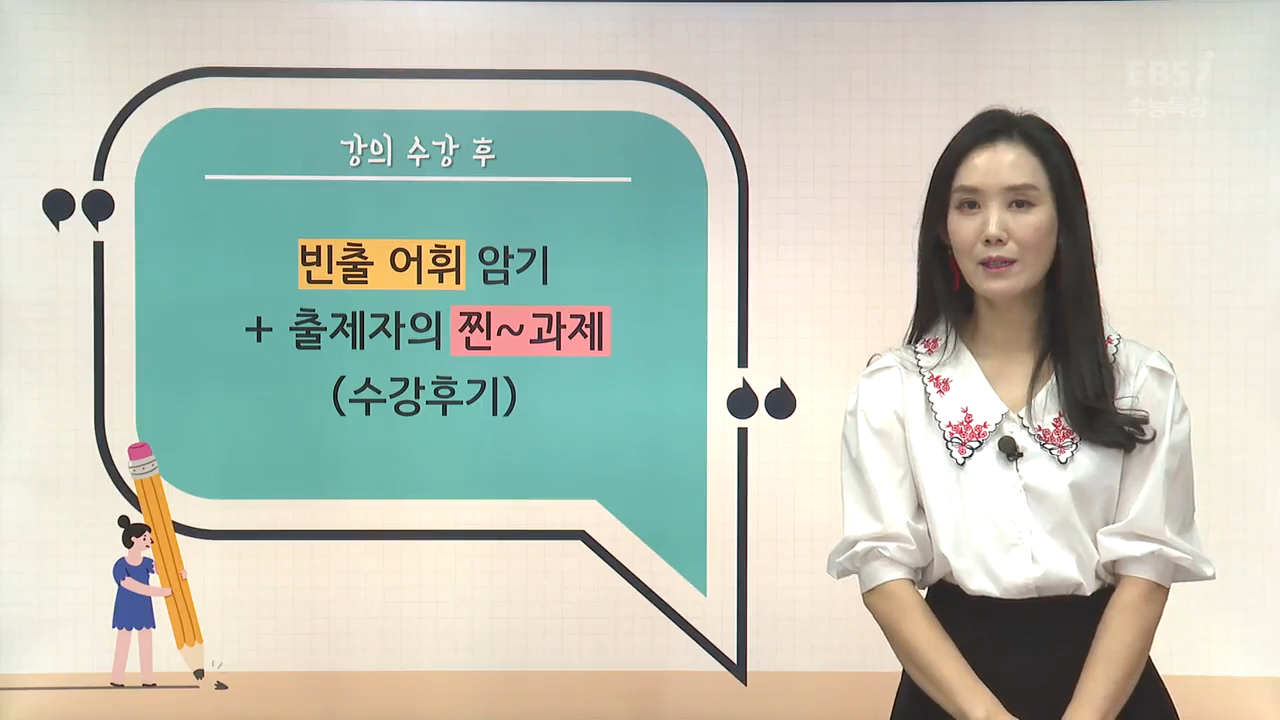 강의 수강 후
빈출 어휘 암기
+ 출제자의 찐~과제
(수강후기)
EBSi
수능특강